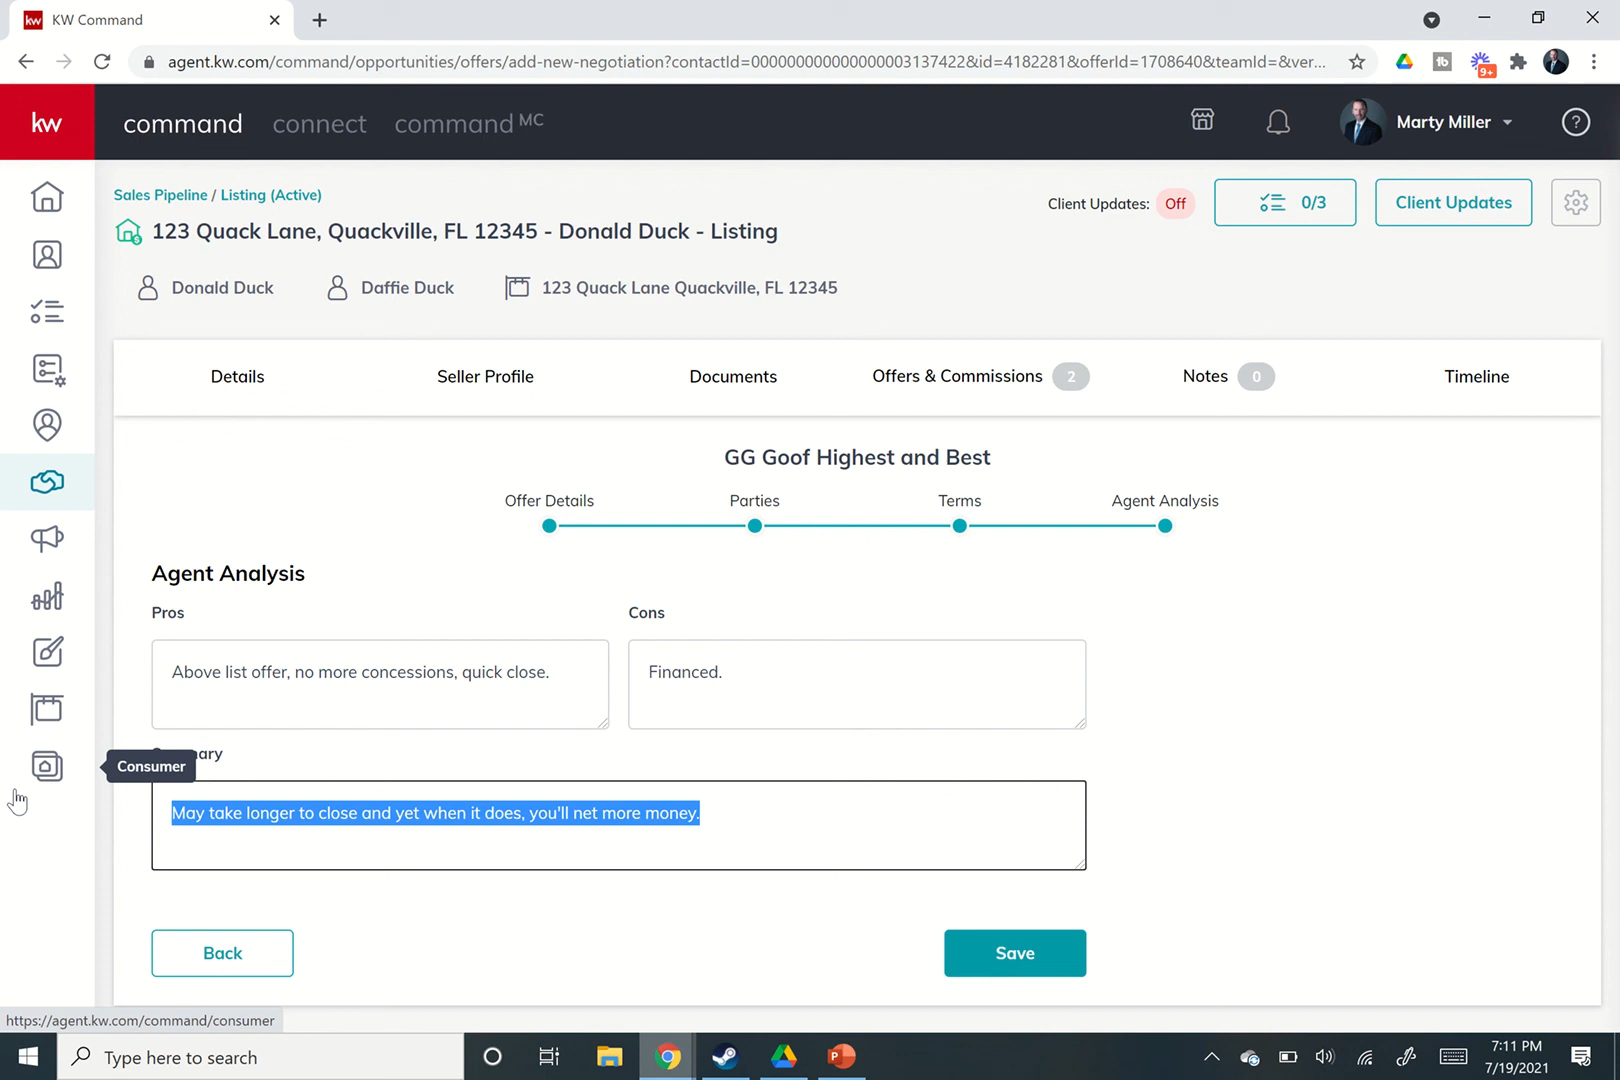 kw KW Command
agent.kw.com/command/opportunities/offers/add-new-negotiation?contactId=000000000000000003137422&id=4182281&offerId=1708640&teamId=&ver...
9+
kw command connect command MC
Marty Miller
?
Sales Pipeline / Listing (Active)
Client Updates: Off
0/3
Client Updates
123 Quack Lane, Quackville, FL 12345 - Donald Duck - Listing
Donald Duck Daffie Duck 123 Quack Lane Quackville, FL 12345
Details Seller Profile Documents Offers & Commissions 2 Notes 0 Timeline
GG Goof Highest and Best
Offer Details Parties Terms Agent Analysis
Agent Analysis
Pros Cons
Above list offer, no more concessions, quick close. Financed.
Consumer
May take longer to close and yet when it does, you'll net more money.
Back Save
https://agent.kw.com/command/consumer
Type here to search
7:11 PM
7/19/2021